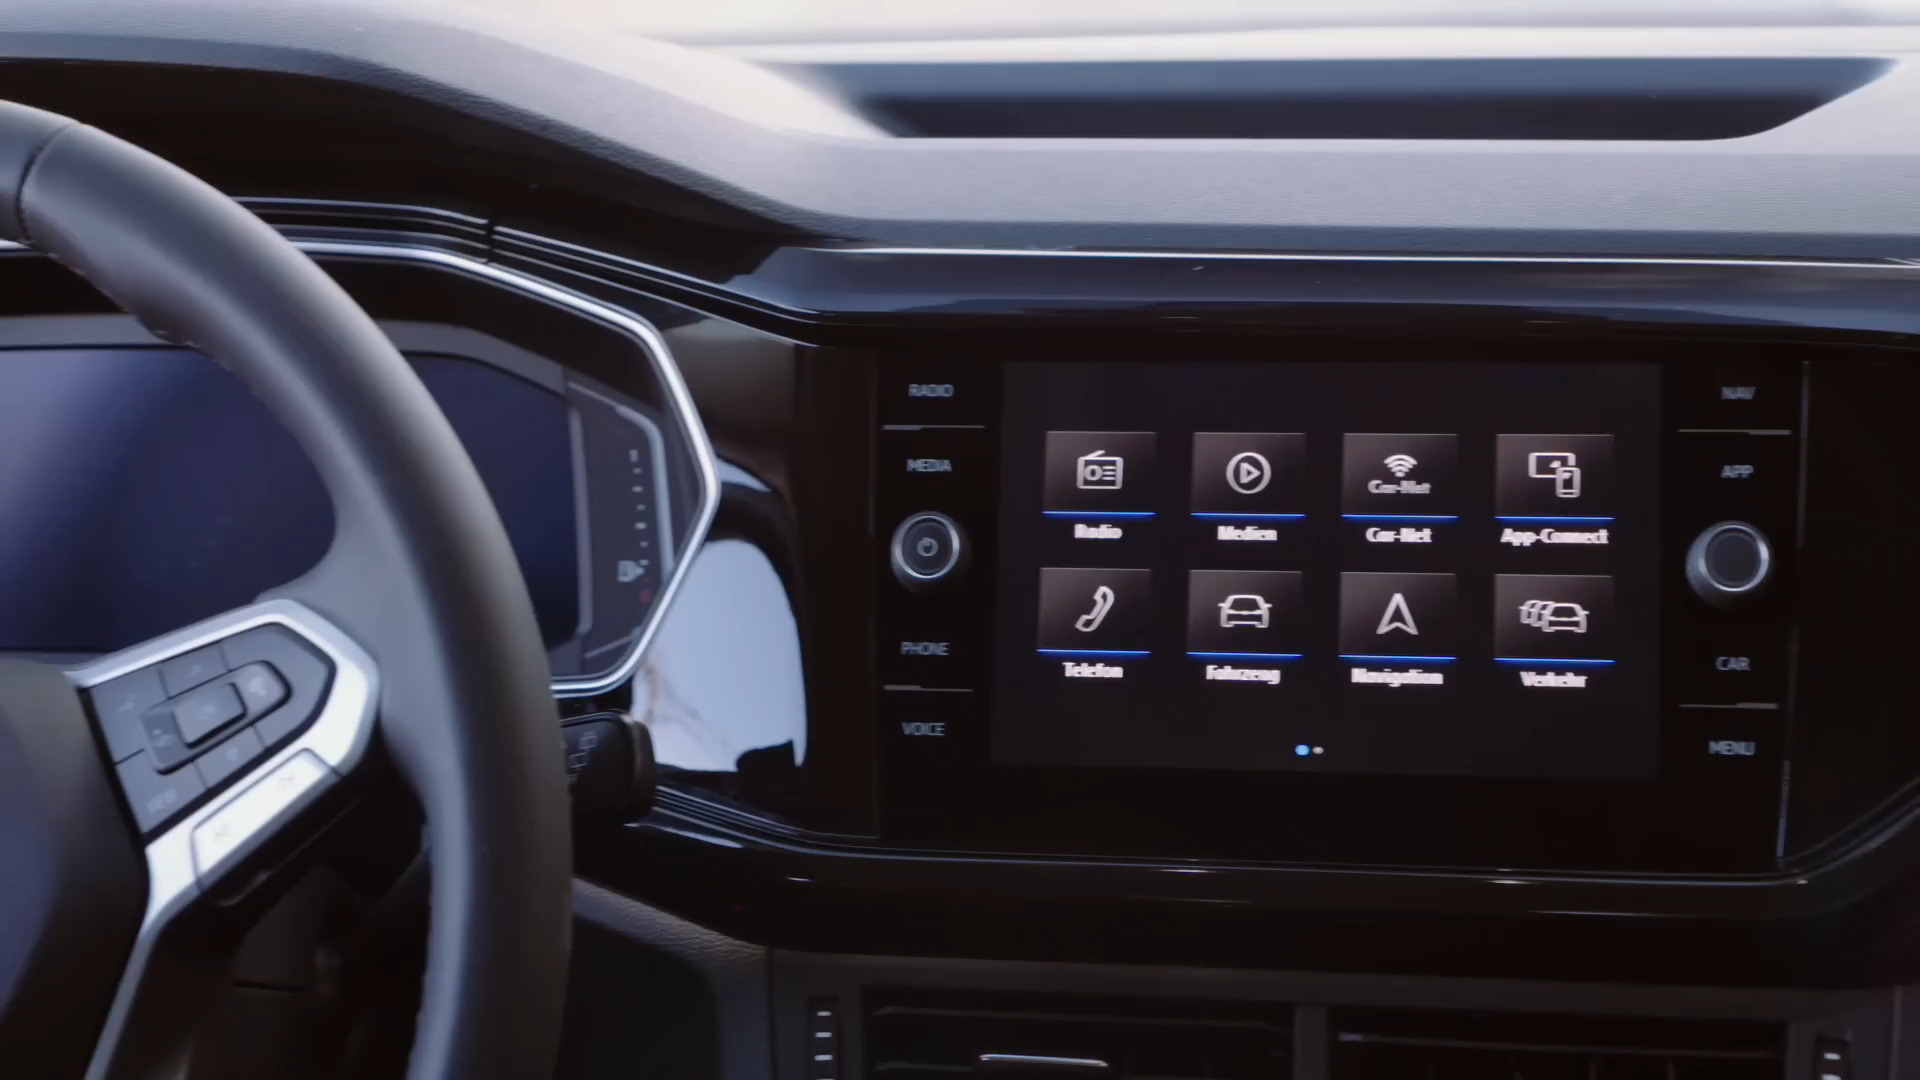 RADIO
MEDIA
PHONE
VOICE
Car-Net
Radio
Medien
Car-Net
App-Connect
Telefon
Fahrzeug
Navigation
Verkehr
NAV
APP
CAR
MENU
VIEW